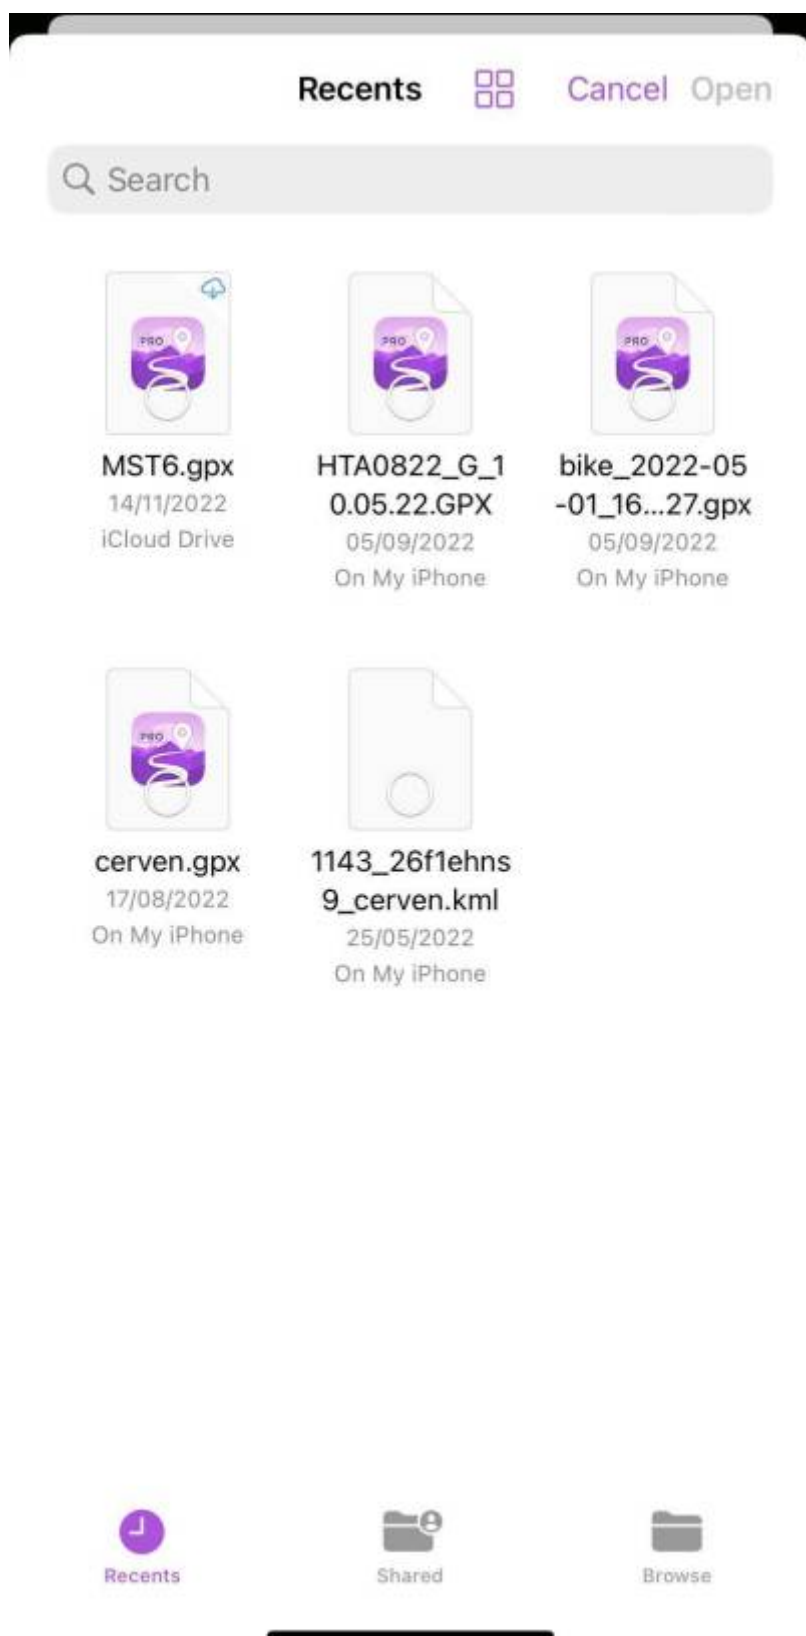 Recents
Cancel
Open
Search
PRO
PRO
PRO
MST6.gpx
14/11/2022
iCloud Drive
HTA0822_G_1
0.05.22.GPX
05/09/2022
On My iPhone
bike_2022-05
-01_16...27.gpx
05/09/2022
On My iPhone
PRO
cerven.gpx
17/08/2022
On My iPhone
1143_26f1ehns
9_cerven.kml
25/05/2022
On My iPhone
Recents
Shared
Browse